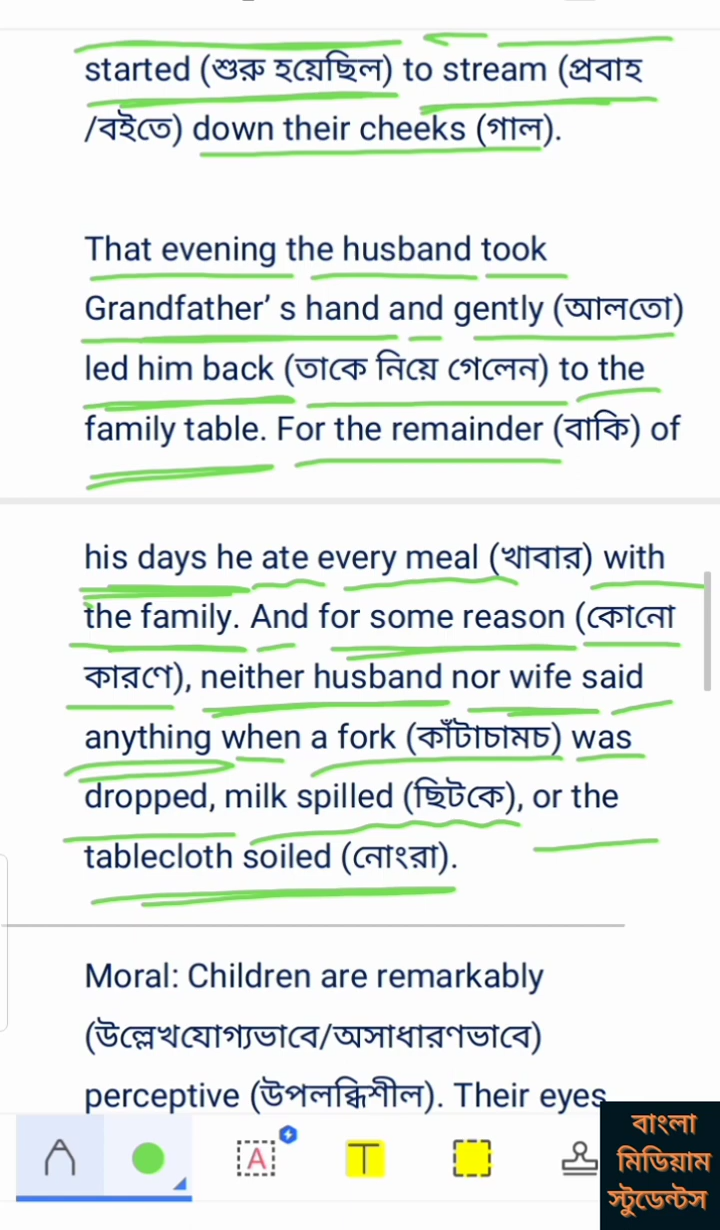 started (শুরু হয়েছিল) to stream (প্রবাহ
/বইতে) down their cheeks (গাল).
That evening the husband took
Grandfather’ s hand and gently (আলতো)
led him back (তাকে নিয়ে গেলেন) to the
family table. For the remainder (বাকি) of
his days he ate every meal (খাবার) with
the family. And for some reason (কোনো
কারণে), neither husband nor wife said
anything when a fork (কাঁটাচামচ) was
dropped, milk spilled (ছিটকে), or the
tablecloth soiled (নোংরা).
Moral: Children are remarkably
(উল্লেখযোগ্যভাবে/অসাধারণভাবে)
perceptive (উপলব্ধিশীল). Their eyes
A
T
বাংলা
মিডিয়াম
স্টুডেন্টস